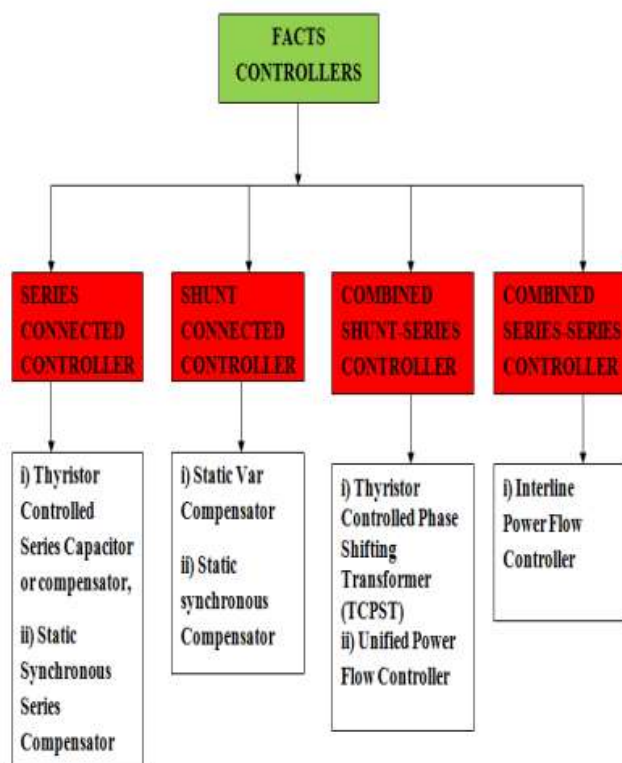 FACTS
CONTROLLERS
SERIES
CONNECTED
CONTROLLER
SHUNT
CONNECTED
CONTROLLER
COMBINED
SHUNT-SERIES
CONTROLLER
COMBINED
SERIES-SERIES
CONTROLLER
i) Thyristor
Controlled
Series Capacitor
or compensator,
ii) Static
Synchronous
Series
Compensator
i) Static Var
Compensator
ii) Static
synchronous
Compensator
i) Thyristor
Controlled Phase
Shifting
Transformer
(TCPST)
ii) Unified Power
Flow Controller
i) Interline
Power Flow
Controller